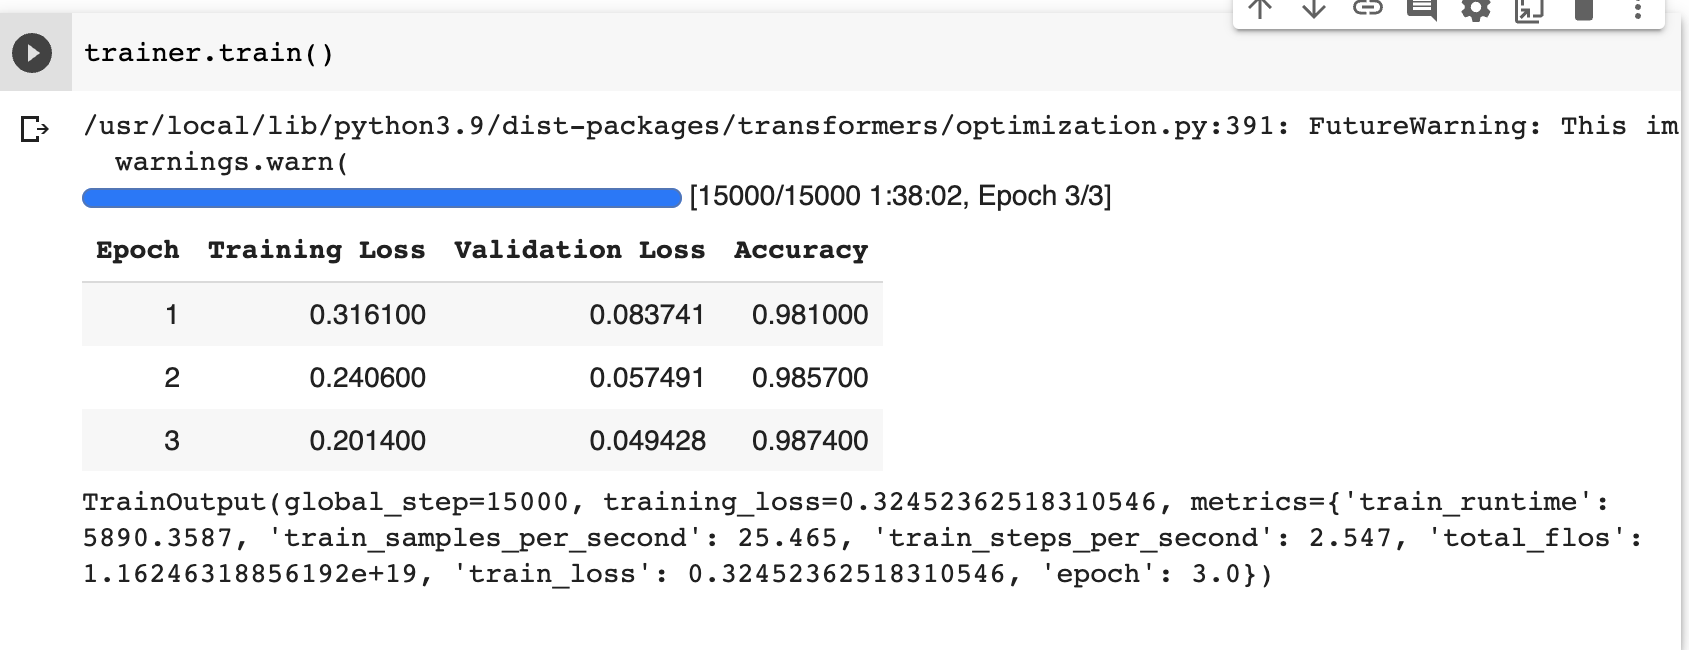 trainer.train()
/usr/local/lib/python3.9/dist-packages/transformers/optimization.py:391: FutureWarning: This im
warnings.warn(
[15000/15000 1:38:02, Epoch 3/3]
Epoch Training Loss Validation Loss Accuracy
1 0.316100 0.083741 0.981000
2 0.240600 0.057491 0.985700
3 0.201400 0.049428 0.987400
TrainOutput(global_step=15000, training_loss=0.32452362518310546, metrics={'train_runtime':
5890.3587, 'train_samples_per_second': 25.465, 'train_steps_per_second': 2.547, 'total_flos':
1.16246318856192e+19, 'train_loss': 0.32452362518310546, 'epoch': 3.0})